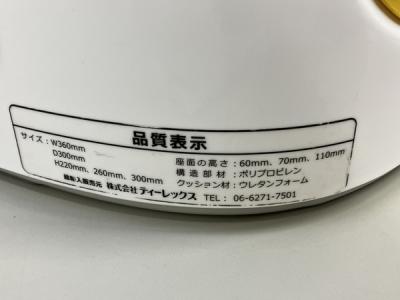 品質表示
サイズ：W360mm
D300mm
H220mm、260mm、300mm
座面の高さ：60mm、70mm、110mm
構造部材：ポリプロピレン
クッション材：ウレタンフォーム
株式会社ティーレックス TEL： 06-6271-7501